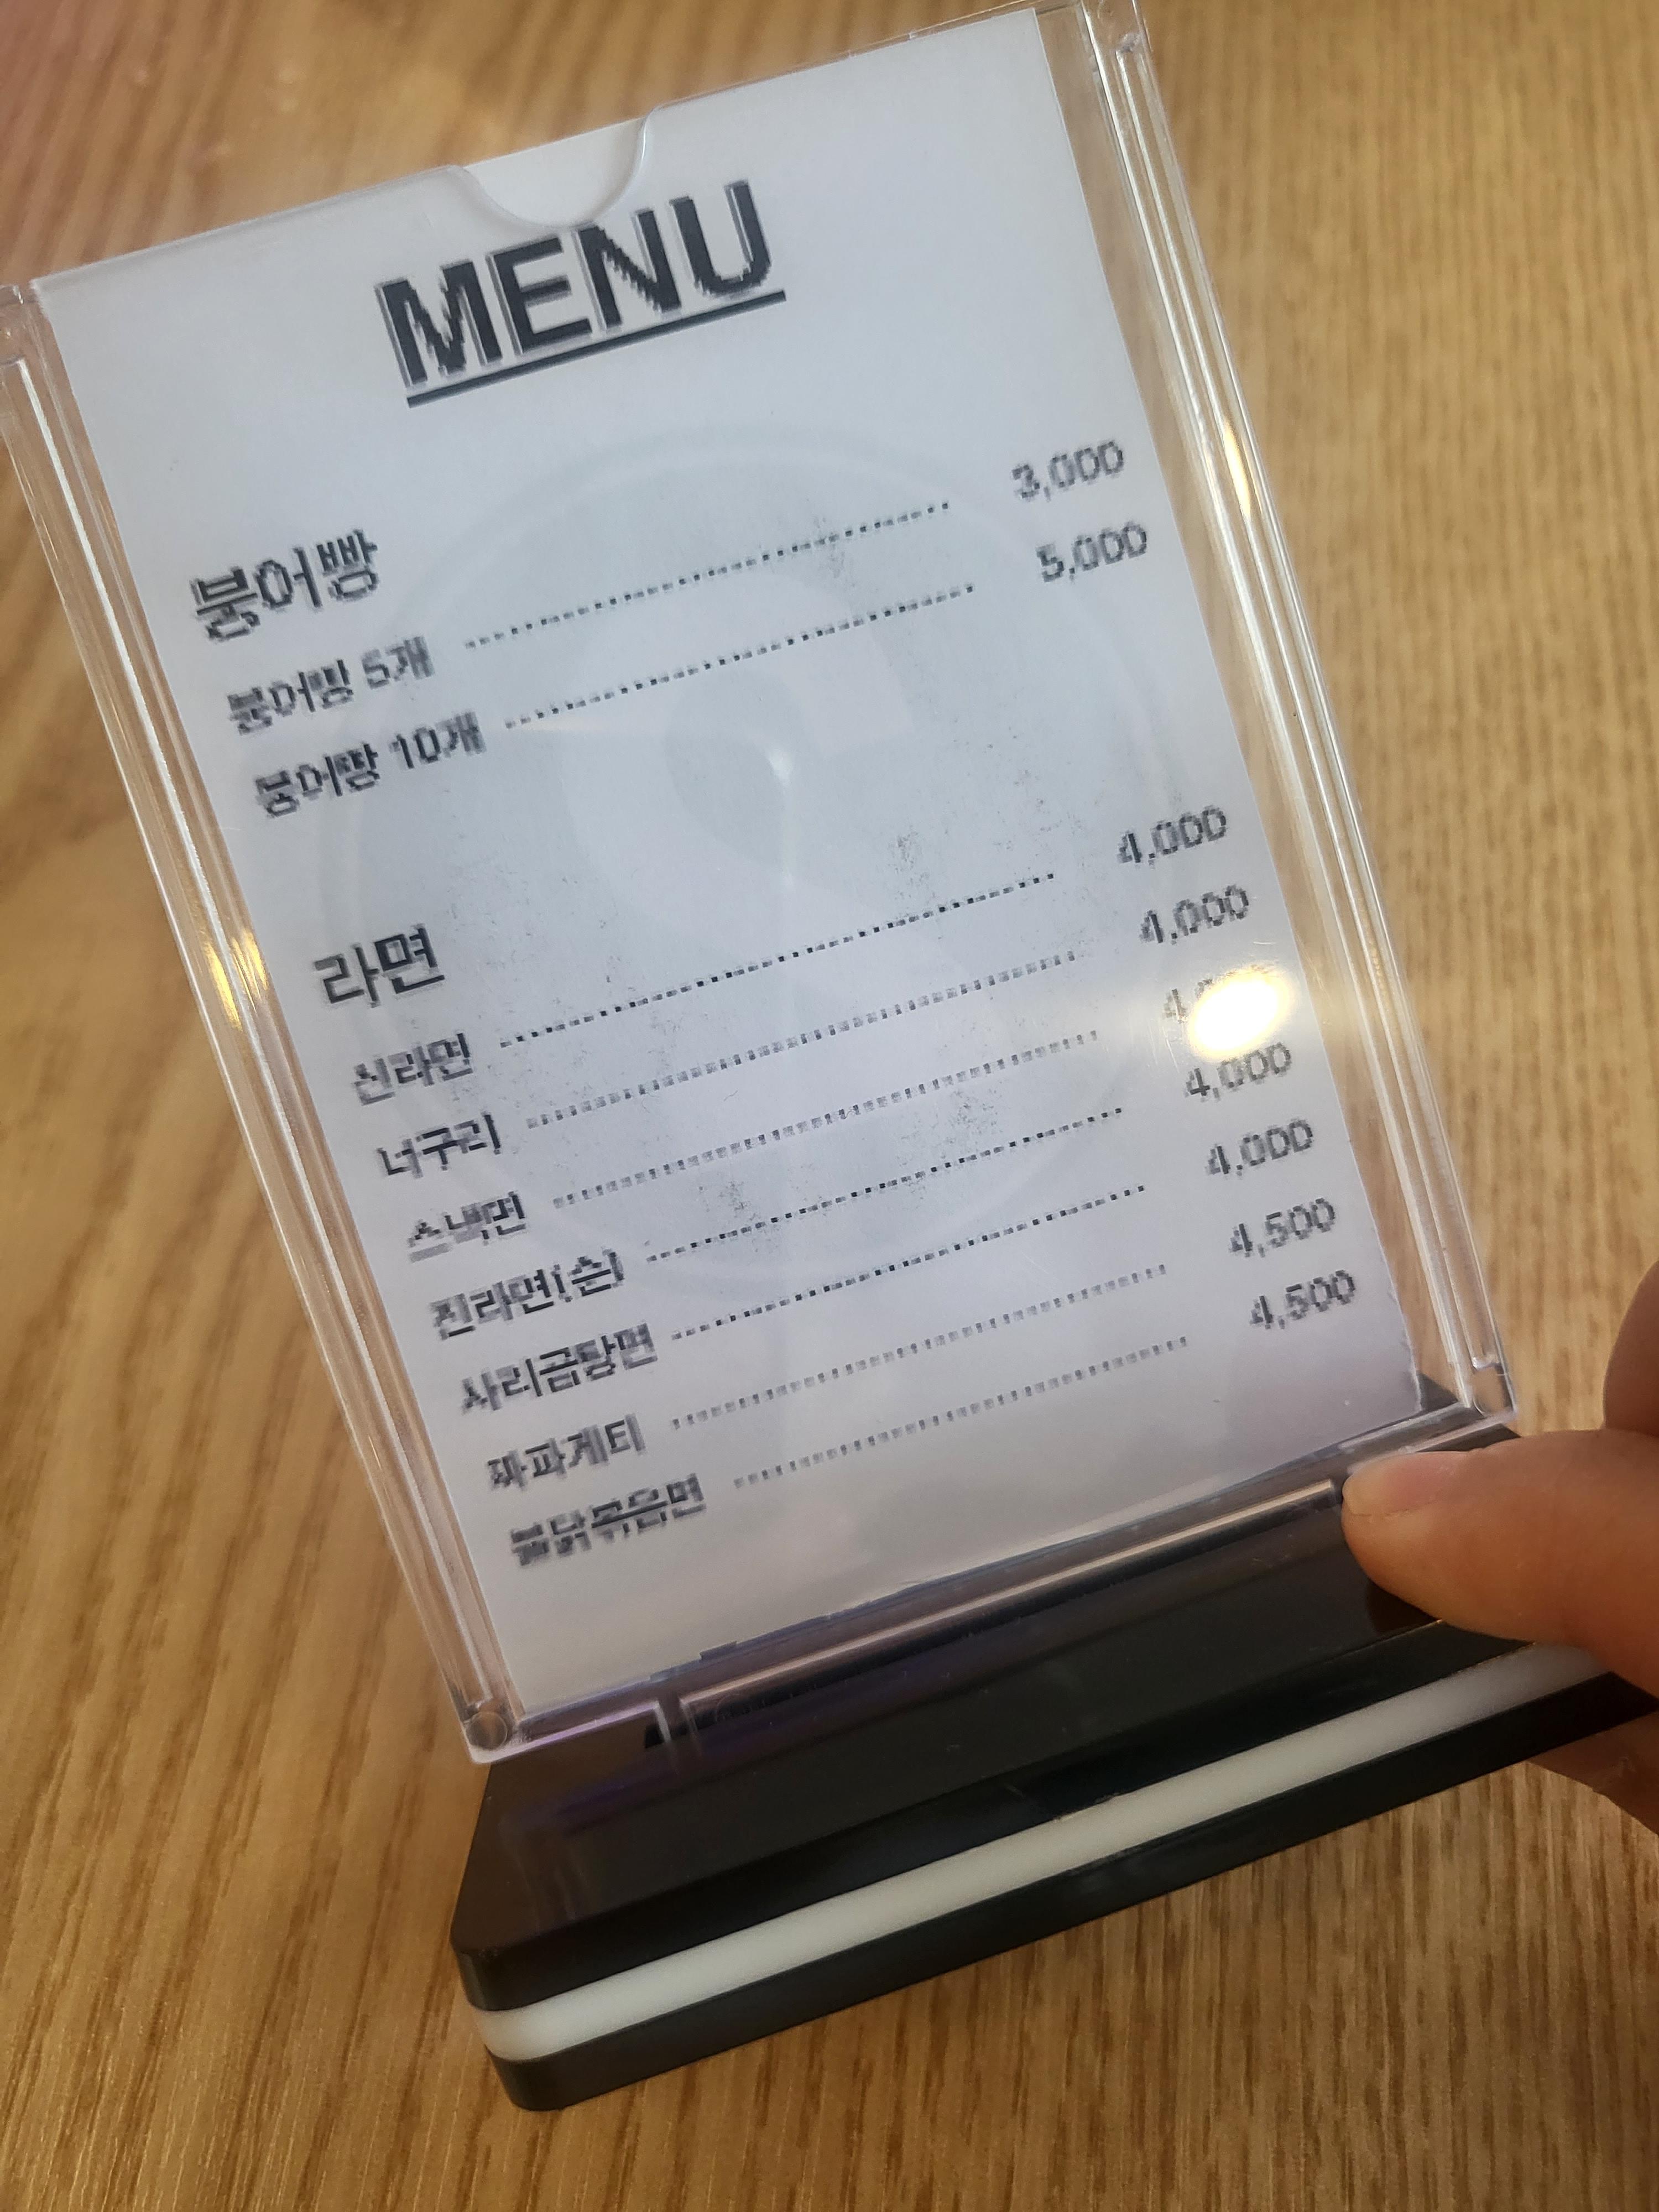 MENU
붕어빵
붕어빵 5개 3,000
붕어빵 10개 5,000
라면
신라면 4,000
너구리 4,000
스낵면
진라면(순) 4,000
사리곰탕면 4,000
짜파게티 4,500
불닭볶음면 4,500